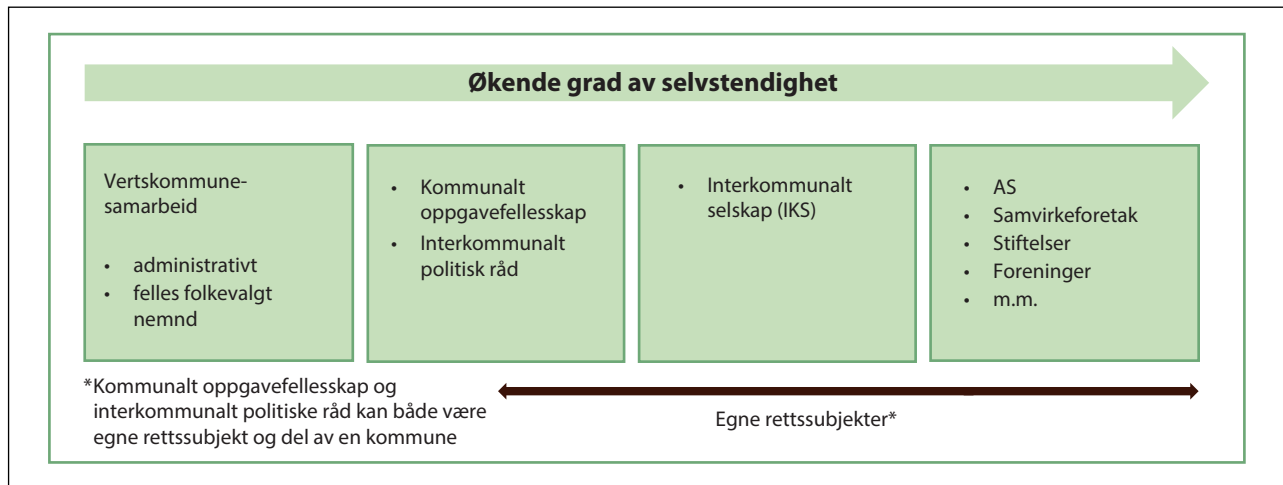 Økende grad av selvstendighet
Vertskommune-
samarbeid
• administrativt
• felles folkevalgt
nemnd
• Kommunalt
oppgavefellesskap
• Interkommunalt
politisk råd
• Interkommunalt
selskap (IKS)
• AS
• Samvirkeforetak
• Stiftelser
• Foreninger
• m.m.
*Kommunalt oppgavefellesskap og
interkommunalt politiske råd kan både være
egne rettssubjekt og del av en kommune
Egne rettssubjekter*